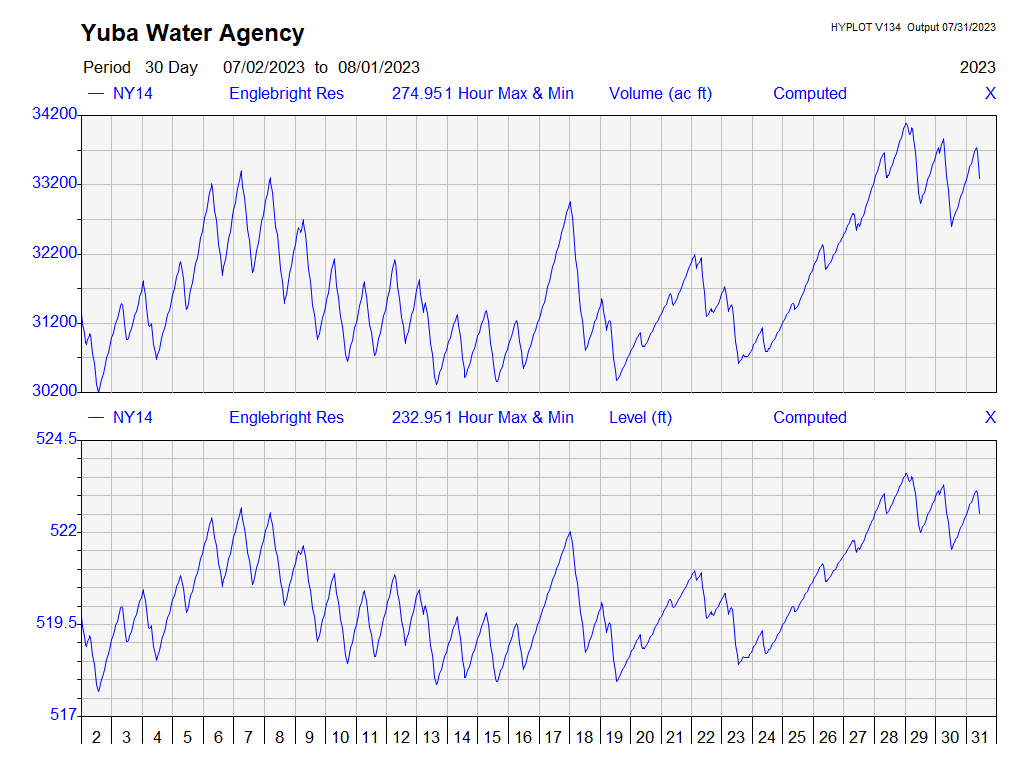 Yuba Water Agency
HYPLOT V134 Output 07/31/2023
Period 30 Day 07/02/2023 to 08/01/2023 2023
NY14 Englebright Res 274.951 Hour Max & Min Volume (ac ft) Computed X
34200
33200
32200
31200
30200
NY14 Englebright Res 232.951 Hour Max & Min Level (ft) Computed X
524.5
522
519.5
517
2 3 4 5 6 7 8 9 10 11 12 13 14 15 16 17 18 19 20 21 22 23 24 25 26 27 28 29 30 31